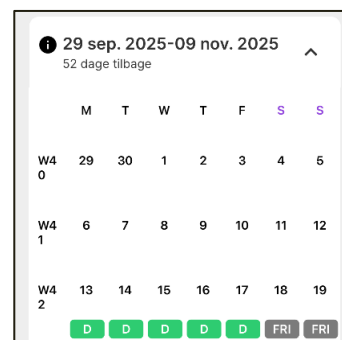 29 sep. 2025-09 nov. 2025
52 dage tilbage
M T W T F S S
W4 29 30 1 2 3 4 5
0
W4 6 7 8 9 10 11 12
1
W4 13 14 15 16 17 18 19
2
D D D D D FRI FRI